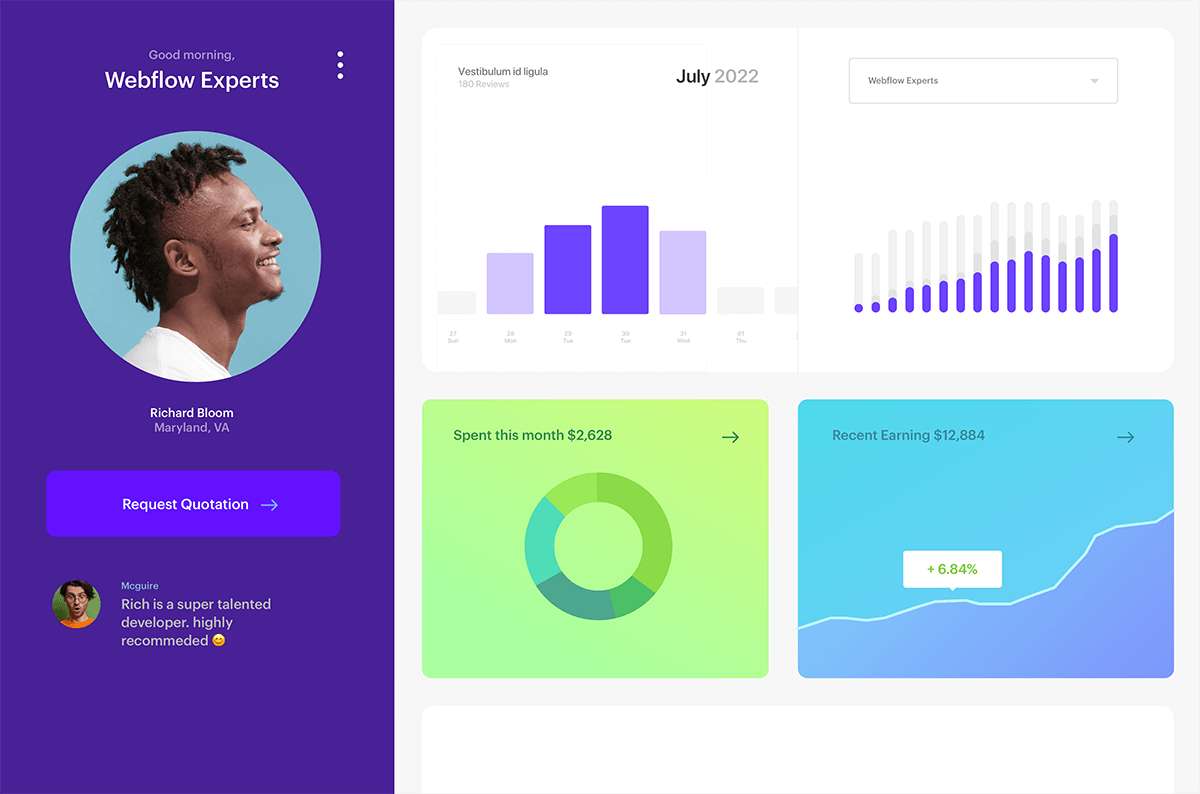 Good morning,
Webflow Experts
Richard Bloom
Maryland, VA
Request Quotation
Mcguire
Rich is a super talented
developer. highly
recommeded 😊
Vestibulum id ligula
180 Reviews
July 2022
27 28 29 30 31 01
Sun Mon Tue Tue Wed Thu
Webflow Experts
Spent this month $2,628
Recent Earning $12,884
+ 6.84%